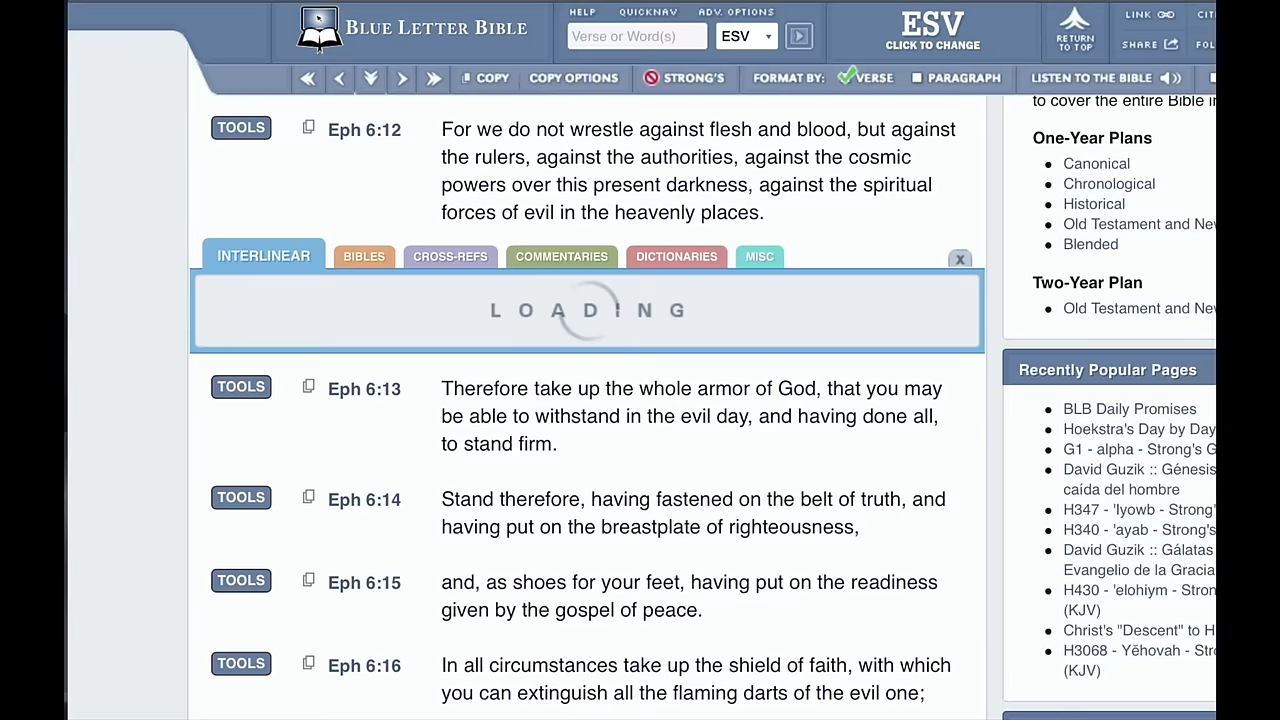 BLUE LETTER BIBLE
HELP QUICKNAV ADV. OPTIONS
Verse or Word(s) ESV
ESV
CLICK TO CHANGE
RETURN
TO TOP
LINK
SHARE
COPY COPY OPTIONS STRONG'S FORMAT BY: VERSE PARAGRAPH LISTEN TO THE BIBLE
TOOLS Eph 6:12 For we do not wrestle against flesh and blood, but against
the rulers, against the authorities, against the cosmic
powers over this present darkness, against the spiritual
forces of evil in the heavenly places.
INTERLINEAR BIBLES CROSS-REFS COMMENTARIES DICTIONARIES MISC X
LOADING
TOOLS Eph 6:13 Therefore take up the whole armor of God, that you may
be able to withstand in the evil day, and having done all,
to stand firm.
TOOLS Eph 6:14 Stand therefore, having fastened on the belt of truth, and
having put on the breastplate of righteousness,
TOOLS Eph 6:15 and, as shoes for your feet, having put on the readiness
given by the gospel of peace.
TOOLS Eph 6:16 In all circumstances take up the shield of faith, with which
you can extinguish all the flaming darts of the evil one;
to cover the entire Bible
One-Year Plans
Canonical
Chronological
Historical
Old Testament and
Blended
Two-Year Plan
Old Testament and
Recently Popular Pages
BLB Daily Promises
Hoekstra's Day by Day
G1 - alpha - Strong's
David Guzik :: Génesis
caída del hombre
H347 - 'Iyowb - Strong'
H340 - 'ayab - Strong's
David Guzik :: Gálatas
Evangelio de la Gracia
H430 - 'elohiym -
(KJV)
Christ's "Descent" to
H3068 - Yĕhovah -
(KJV)